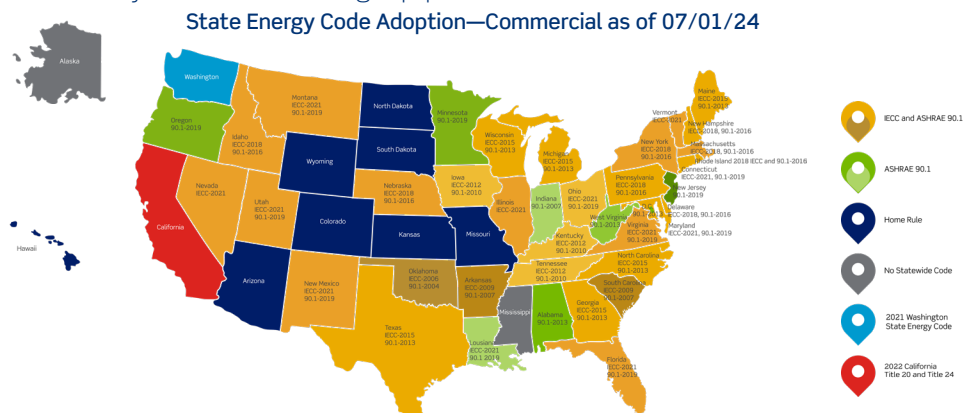 State Energy Code Adoption—Commercial as of 07/01/24
Alaska
Hawaii
Washington
Oregon
90.1-2019
California
Idaho
IECC-2018
90.1-2016
Nevada
IECC-2021
Montana
IECC-2021
90.1-2019
Wyoming
Utah
IECC-2021
90.1-2019
Colorado
Arizona
New Mexico
IECC-2021
90.1-2019
North Dakota
South Dakota
Nebraska
IECC-2018
90.1-2016
Kansas
Oklahoma
IECC-2006
90.1-2004
Texas
IECC-2015
90.1-2013
Minnesota
90.1-2019
Iowa
IECC-2012
90.1-2010
Missouri
Arkansas
IECC-2009
90.1-2007
Louisiana
IECC-2021
90.1 2019
Wisconsin
IECC-2015
90.1-2013
Illinois
IECC-2021
Michigan
IECC-2015
90.1-2013
Indiana
90.1-2007
Ohio
IECC-2021
90.1-2019
Kentucky
IECC-2012
90.1-2010
Tennessee
IECC-2012
90.1-2010
Mississippi
Alabama
90.1-2013
Georgia
IECC-2015
90.1-2013
Florida
IECC-2021
90.1-2019
South Carolina
IECC-2009
90.1-2007
North Carolina
IECC-2015
90.1-2013
Virginia
IECC-2021
90.1-2019
West Virginia
90.1-2013
Pennsylvania
IECC-2018
90.1-2016
New York
IECC-2018
90.1-2016
Vermont
IECC-2021
Maine
IECC-2015
90.1-2013
New Hampshire
IECC-2018, 90.1-2016
Massachusetts
90.1-2016
Rhode Island 2018 IECC and 90.1-2016
Connecticut
IECC-2021, 90.1-2019
New Jersey
90.1-2019
Delaware
IECC-2018, 90.1-2016
Maryland
IECC-2021, 90.1-2019
IECC and ASHRAE 90.1
ASHRAE 90.1
Home Rule
No Statewide Code
2021 Washington
State Energy Code
2022 California
Title 20 and Title 24